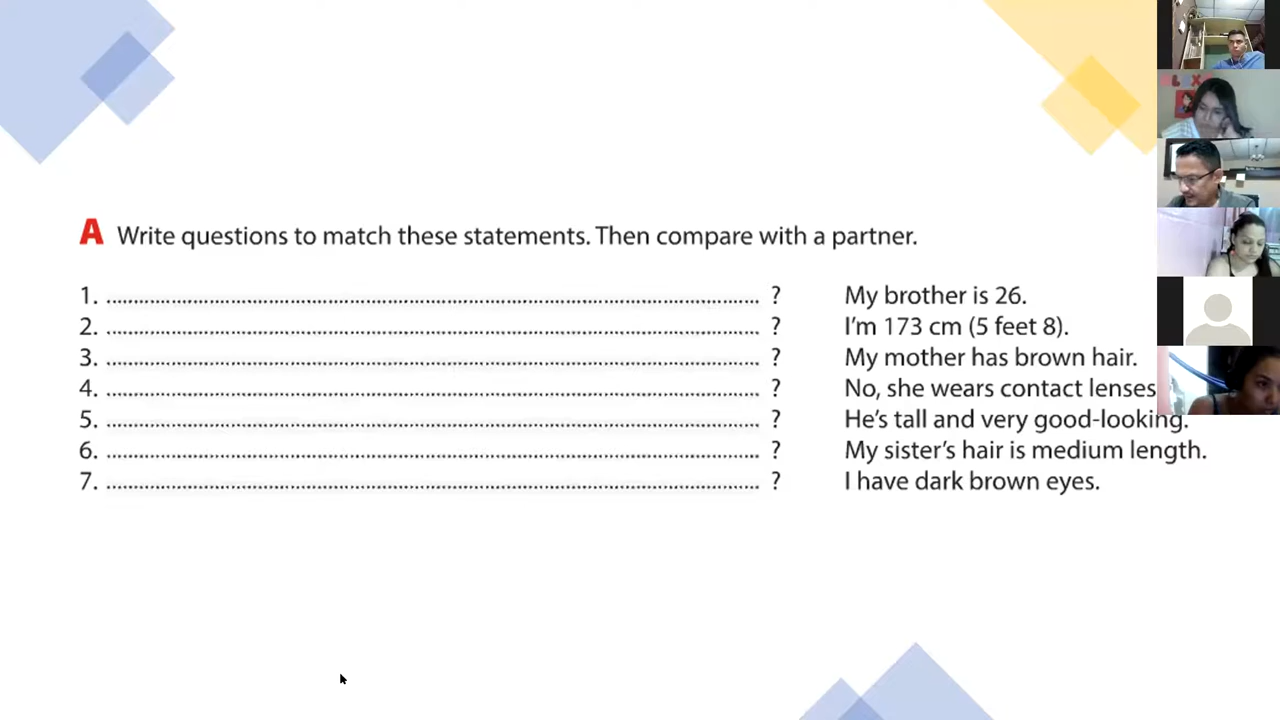 A Write questions to match these statements. Then compare with a partner.
1. ........................................ ? My brother is 26.
2. ........................................ ? I'm 173 cm (5 feet 8).
3. ........................................ ? My mother has brown hair.
4. ........................................ ? No, she wears contact lenses
5. ........................................ ? He's tall and very good-looking.
6. ........................................ ? My sister's hair is medium length.
7. ........................................ ? I have dark brown eyes.